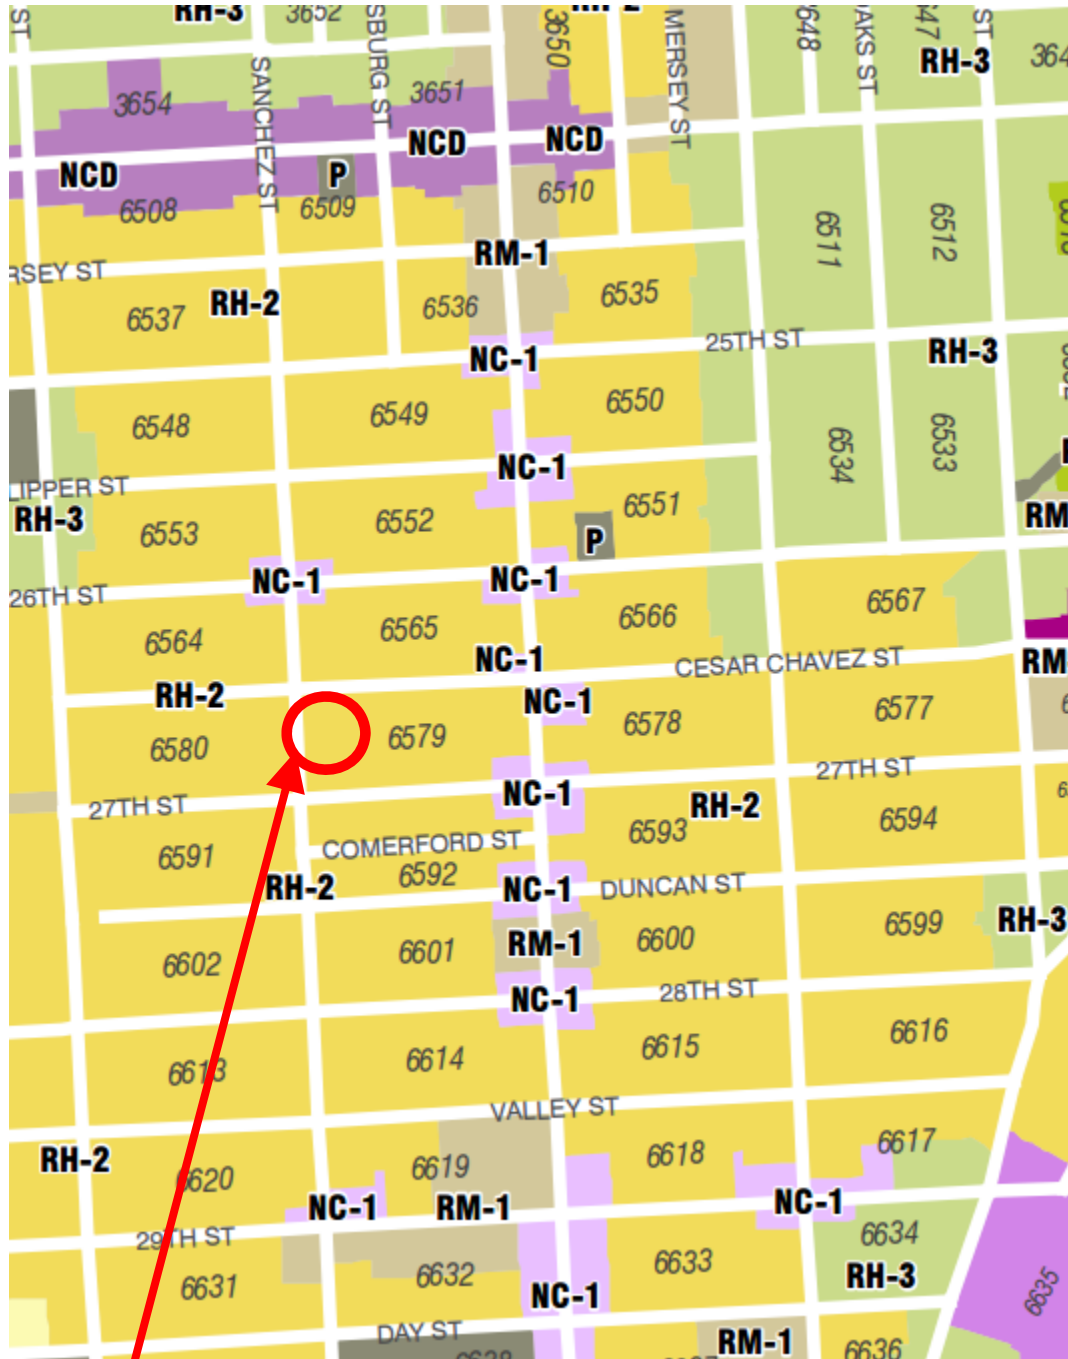 ST
RH-3
3652
SBURG ST
3650
MERSEY ST
3648
OAKS ST
ST
RH-3
364
SANCHEZ ST
3654
3651
NCD
NCD
NCD
P
6508
6509
6510
RM-1
6511
6512
RSEY ST
RH-2
6537
6536
6535
NC-1
25TH ST
RH-3
6548
6549
6550
6534
6533
NC-1
LIPPER ST
RH-3
6553
6552
6551
P
RM
NC-1
NC-1
26TH ST
6564
6565
6566
6567
NC-1
CESAR CHAVEZ ST
RM
RH-2
NC-1
6580
6579
6578
6577
27TH ST
NC-1
RH-2
27TH ST
6591
COMERFORD ST
6593
6594
6592
RH-2
NC-1
DUNCAN ST
6602
6601
RM-1
6600
6599
RH-3
NC-1
28TH ST
6613
6614
6615
6616
VALLEY ST
RH-2
6620
6619
6618
6617
NC-1
RM-1
NC-1
29TH ST
6634
6631
6632
6633
RH-3
NC-1
6635
DAY ST
RM-1
6636